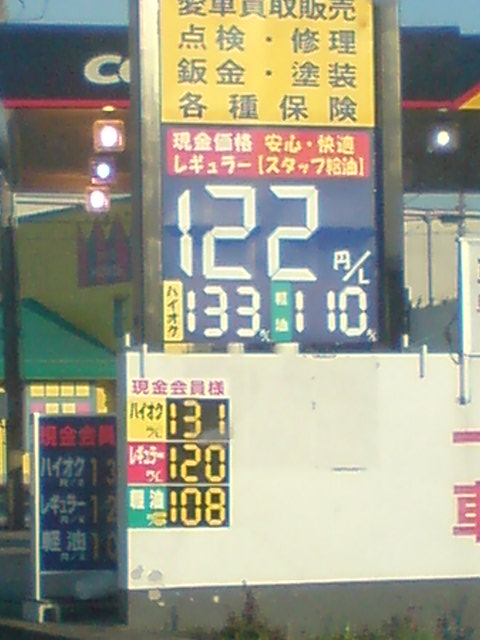 愛車買取販売
点検・修理
鈑金・塗装
各種保険
現金価格 安心・快適
レギュラー [スタッフ給油]
122 円/L
ハイオク 133 軽油 110
現金会員様
ハイオク 131
レギュラー 120
軽油 108
現金会員
ハイオク 13
レギュラー 12
軽油 10